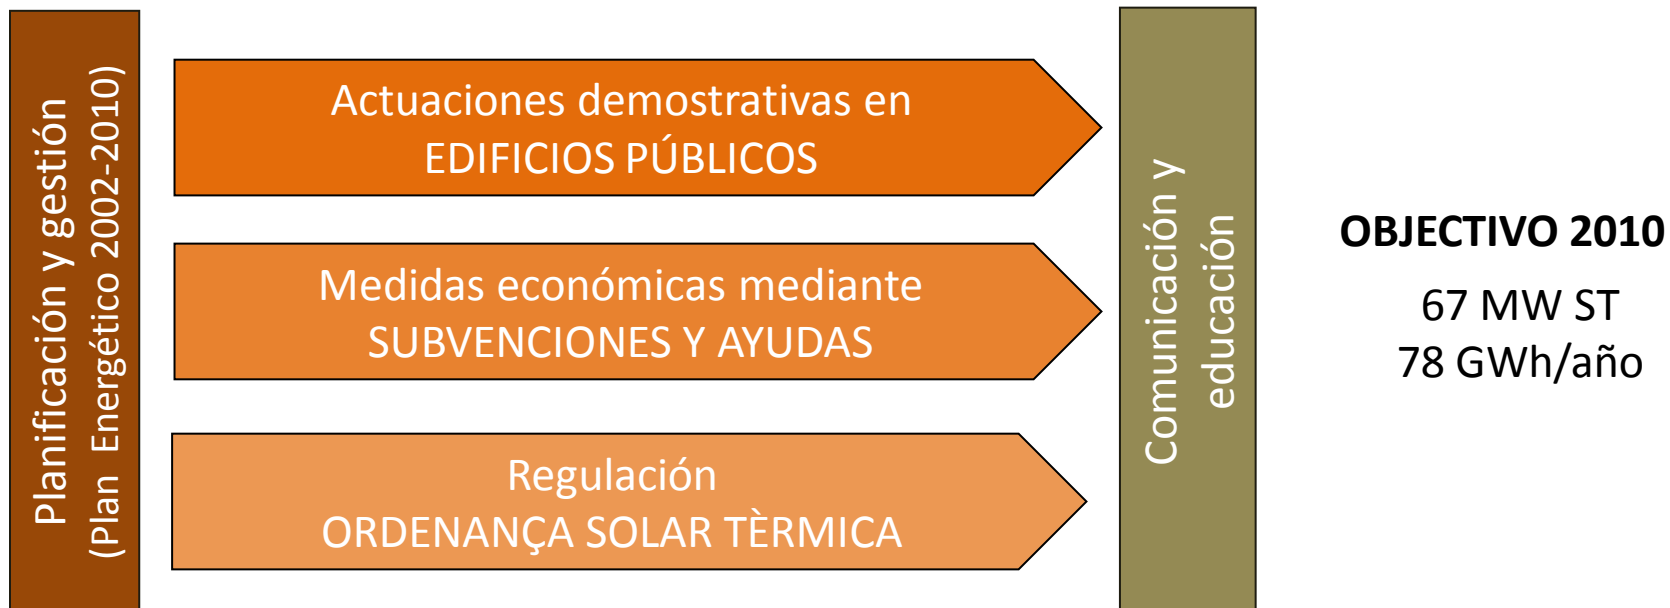 Planificación y gestión
(Plan Energético 2002-2010)
Actuaciones demostrativas en
EDIFICIOS PÚBLICOS
Medidas económicas mediante
SUBVENCIONES Y AYUDAS
Regulación
ORDENANÇA SOLAR TÈRMICA
Comunicación y
educación
OBJECTIVO 2010
67 MW ST
78 GWh/año